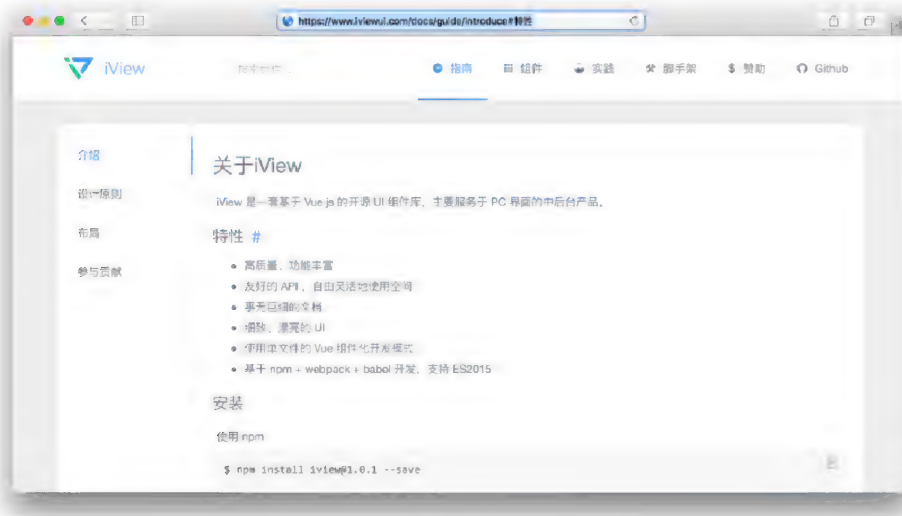 https://www.iviewui.com/docs/guide/introduce#特性
iView
搜索组件...
指南
组件
实践
脚手架
$ 赞助
Github
介绍
设计原则
布局
参与贡献
关于iView
iView 是一套基于 Vue.js 的开源 UI 组件库，主要服务于 PC 界面的中后台产品。
特性 #
高质量、功能丰富
友好的 API ，自由灵活地使用空间
事无巨细的文档
细致、漂亮的 UI
使用单文件的 Vue 组件化开发模式
基于 npm + webpack + babel 开发，支持 ES2015
安装
使用 npm
$ npm install iview@1.0.1 --save